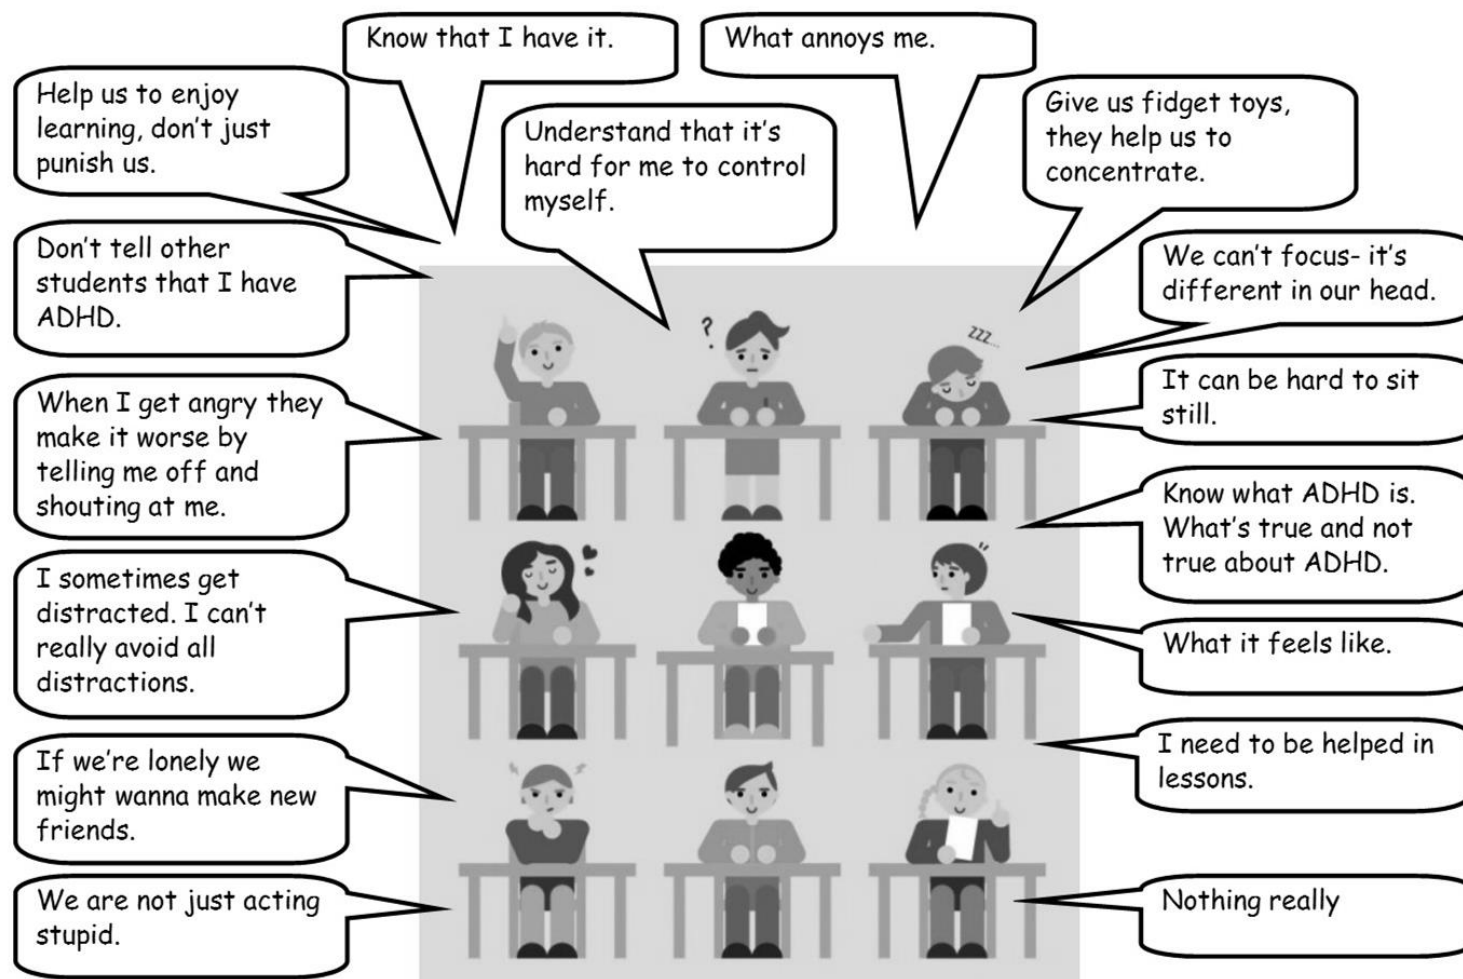 Know that I have it.
What annoys me.
Help us to enjoy
learning, don't just
punish us.
Understand that it's
hard for me to control
myself.
Give us fidget toys,
they help us to
concentrate.
Don't tell other
students that I have
ADHD.
We can't focus- it's
different in our head.
?
zzz...
When I get angry they
make it worse by
telling me off and
shouting at me.
It can be hard to sit
still.
Know what ADHD is.
What's true and not
true about ADHD.
I sometimes get
distracted. I can't
really avoid all
distractions.
What it feels like.
If we're lonely we
might wanna make new
friends.
I need to be helped in
lessons.
We are not just acting
stupid.
Nothing really